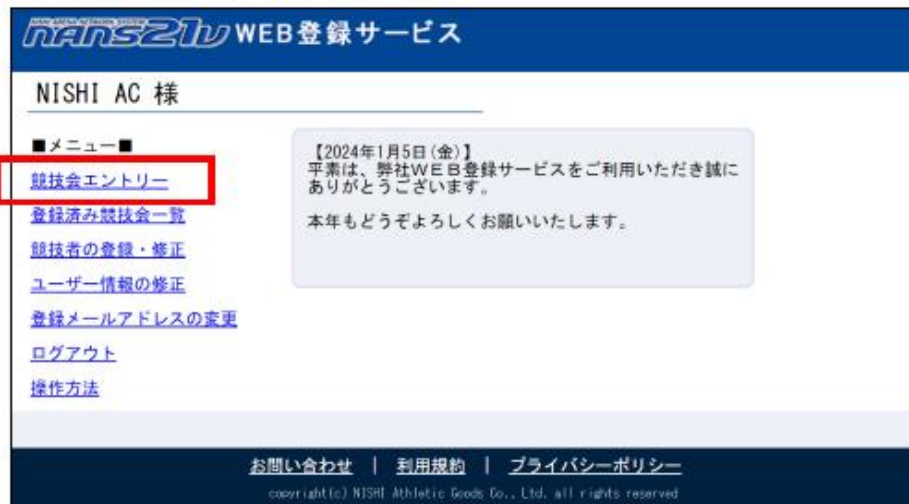 NISHI ARENA NETWORK SYSTEM
NANS21V WEB登録サービス
NISHI AC 様
■メニュー■
競技会エントリー
登録済み競技会一覧
競技者の登録・修正
ユーザー情報の修正
登録メールアドレスの変更
ログアウト
操作方法
【2024年1月5日(金)】
平素は、弊社WEB登録サービスをご利用いただき誠に
ありがとうございます。
本年もどうぞよろしくお願いいたします。
お問い合わせ | 利用規約 | プライバシーポリシー
copyright(c) NISHI Athletic Goods Co., Ltd. all rights reserved